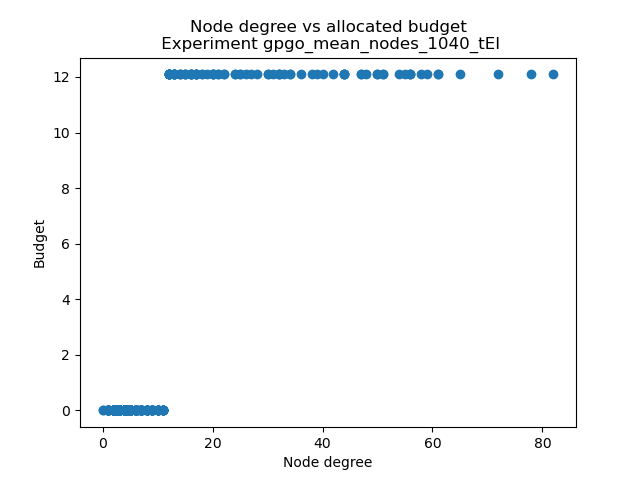 Node degree vs allocated budget
Experiment gpgo_mean_nodes_1040_tEI
12
10
8
6
4
2
0
Budget
0 20 40 60 80
Node degree